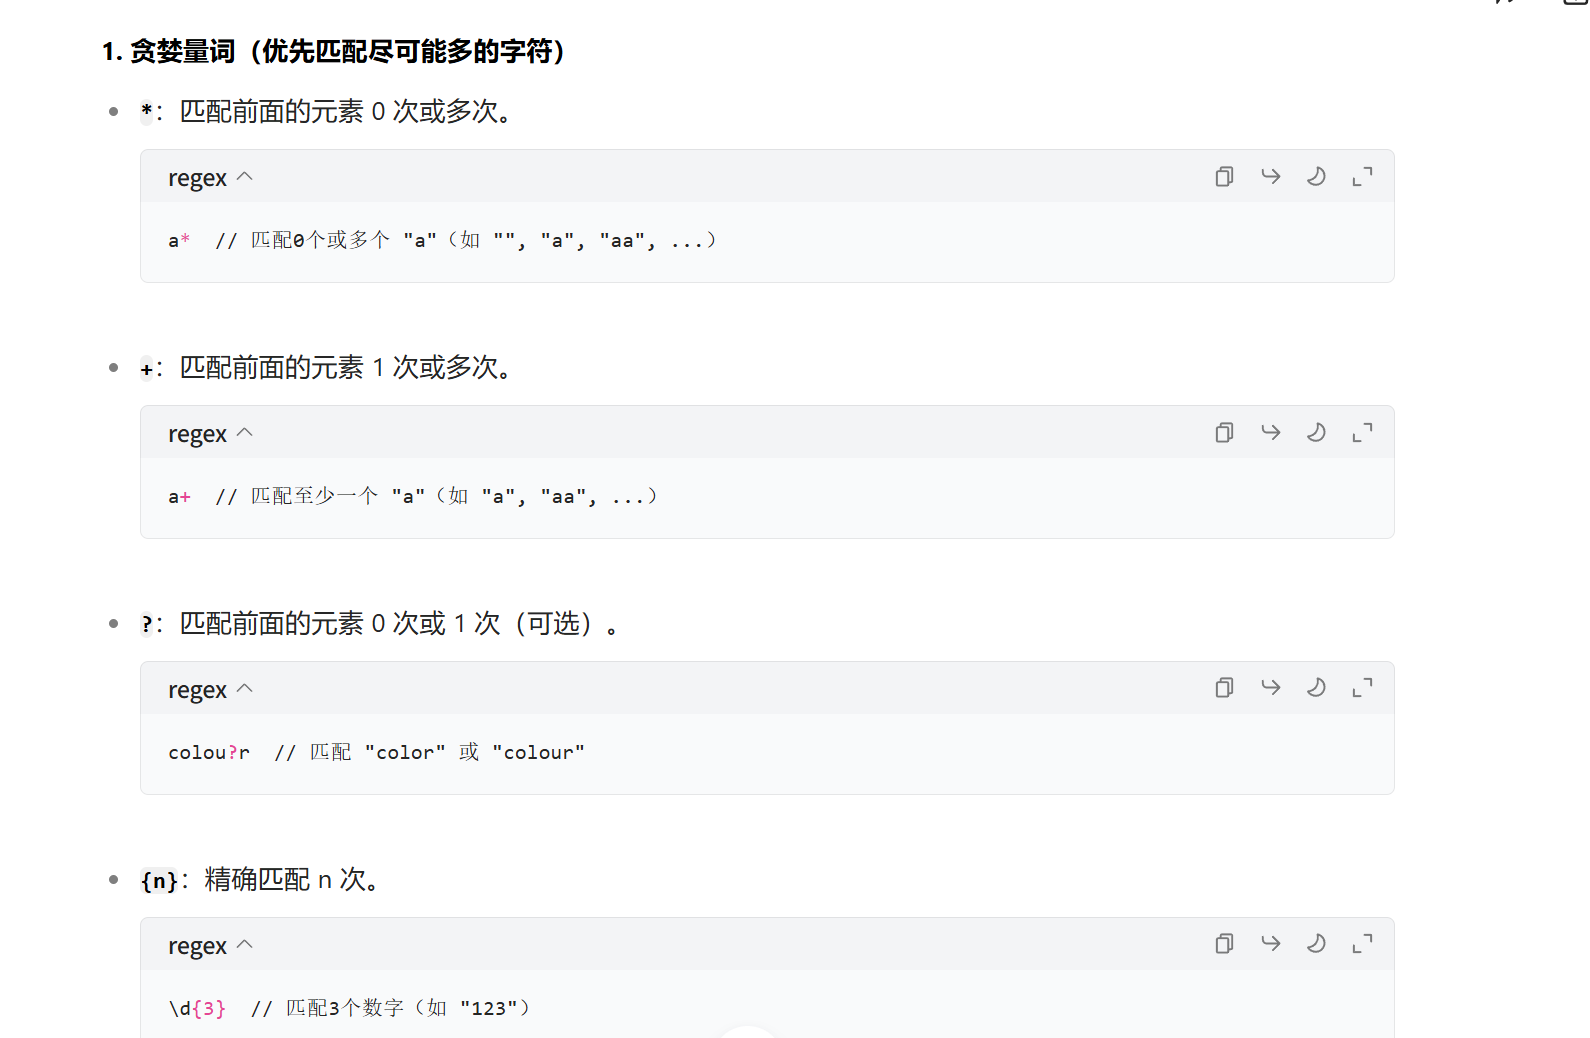 1. 贪婪量词（优先匹配尽可能多的字符）
*：匹配前面的元素 0 次或多次。
regex
a*  // 匹配0个或多个 "a"（如 "", "a", "aa", ...）
+：匹配前面的元素 1 次或多次。
regex
a+  // 匹配至少一个 "a"（如 "a", "aa", ...）
?：匹配前面的元素 0 次或 1 次（可选）。
regex
colou?r  // 匹配 "color" 或 "colour"
{n}：精确匹配 n 次。
regex
\d{3}  // 匹配3个数字（如 "123"）